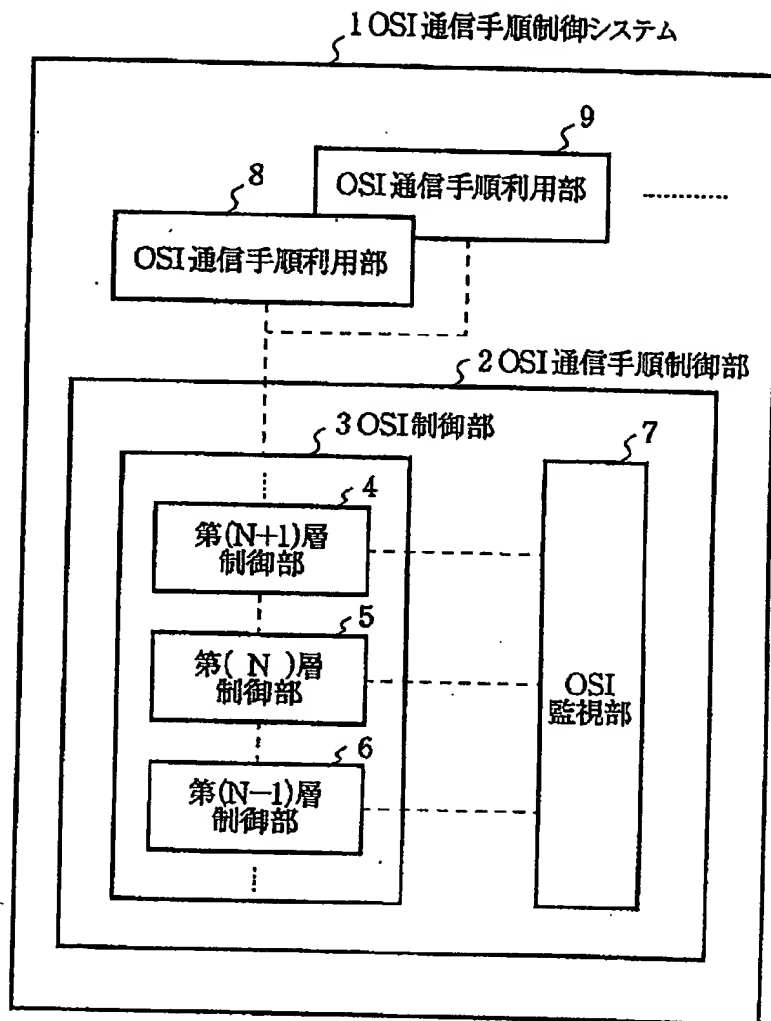 1 OSI通信手順制御システム
9
OSI通信手順利用部
8
OSI通信手順利用部
2 OSI通信手順制御部
3 OSI制御部
7
4
第(N+1)層
制御部
5
第( N )層
制御部
OSI
監視部
6
第(N−1)層
制御部